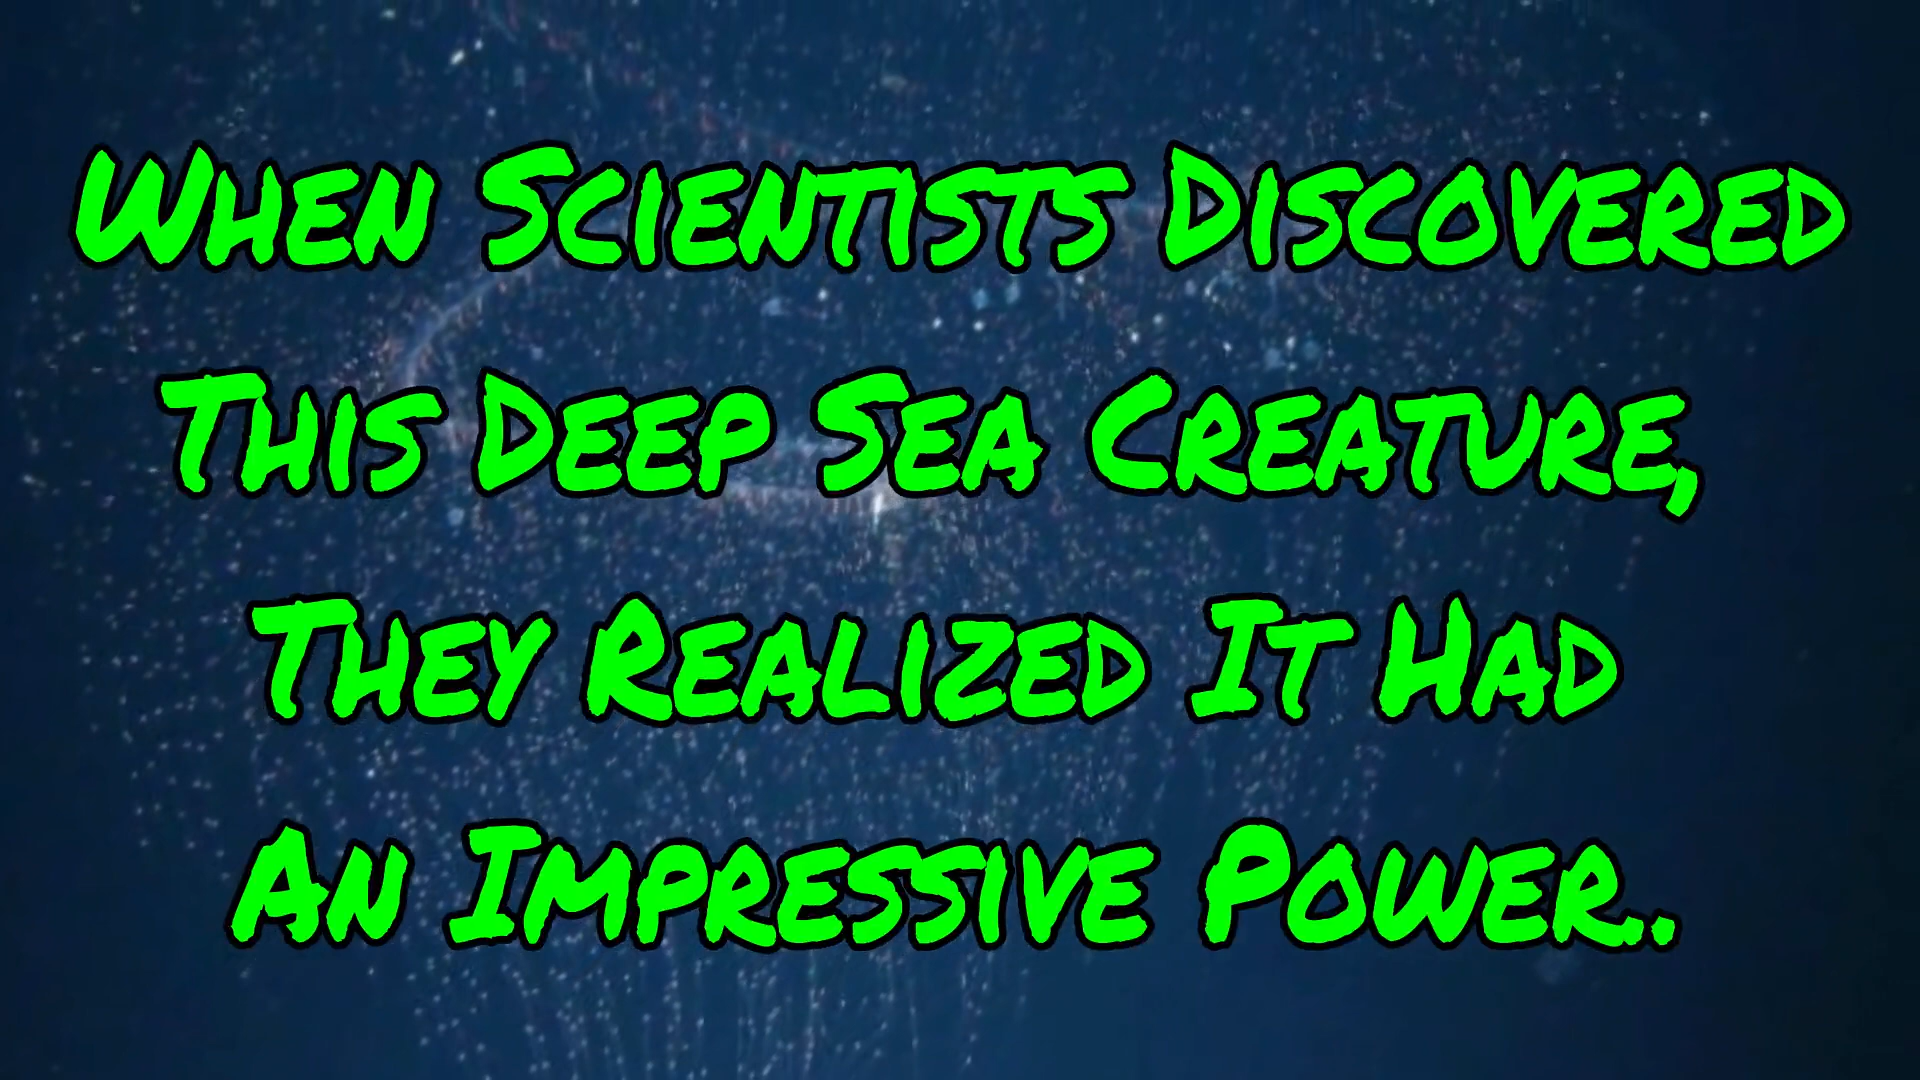 When Scientists Discovered
This Deep Sea Creature,
They Realized It Had
An Impressive Power..